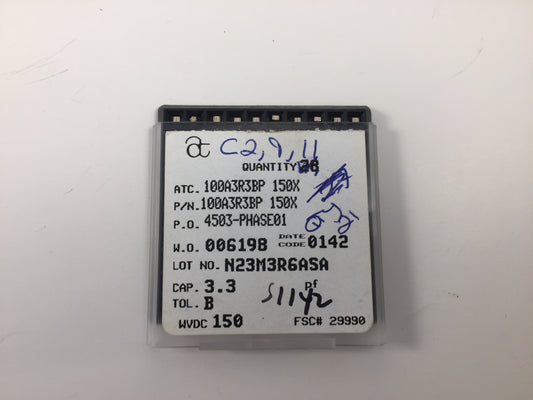 at C2,9,11
QUANTITY
ATC. 100A3R3BP 150X
P/N. 100A3R3BP 150X
P.O. 4503-PHASE01
W.O. 006198 DATE CODE 0142
LOT NO. N23M3R6ASA
CAP. 3.3 pf
TOL. B
WVDC 150 FSC# 29990